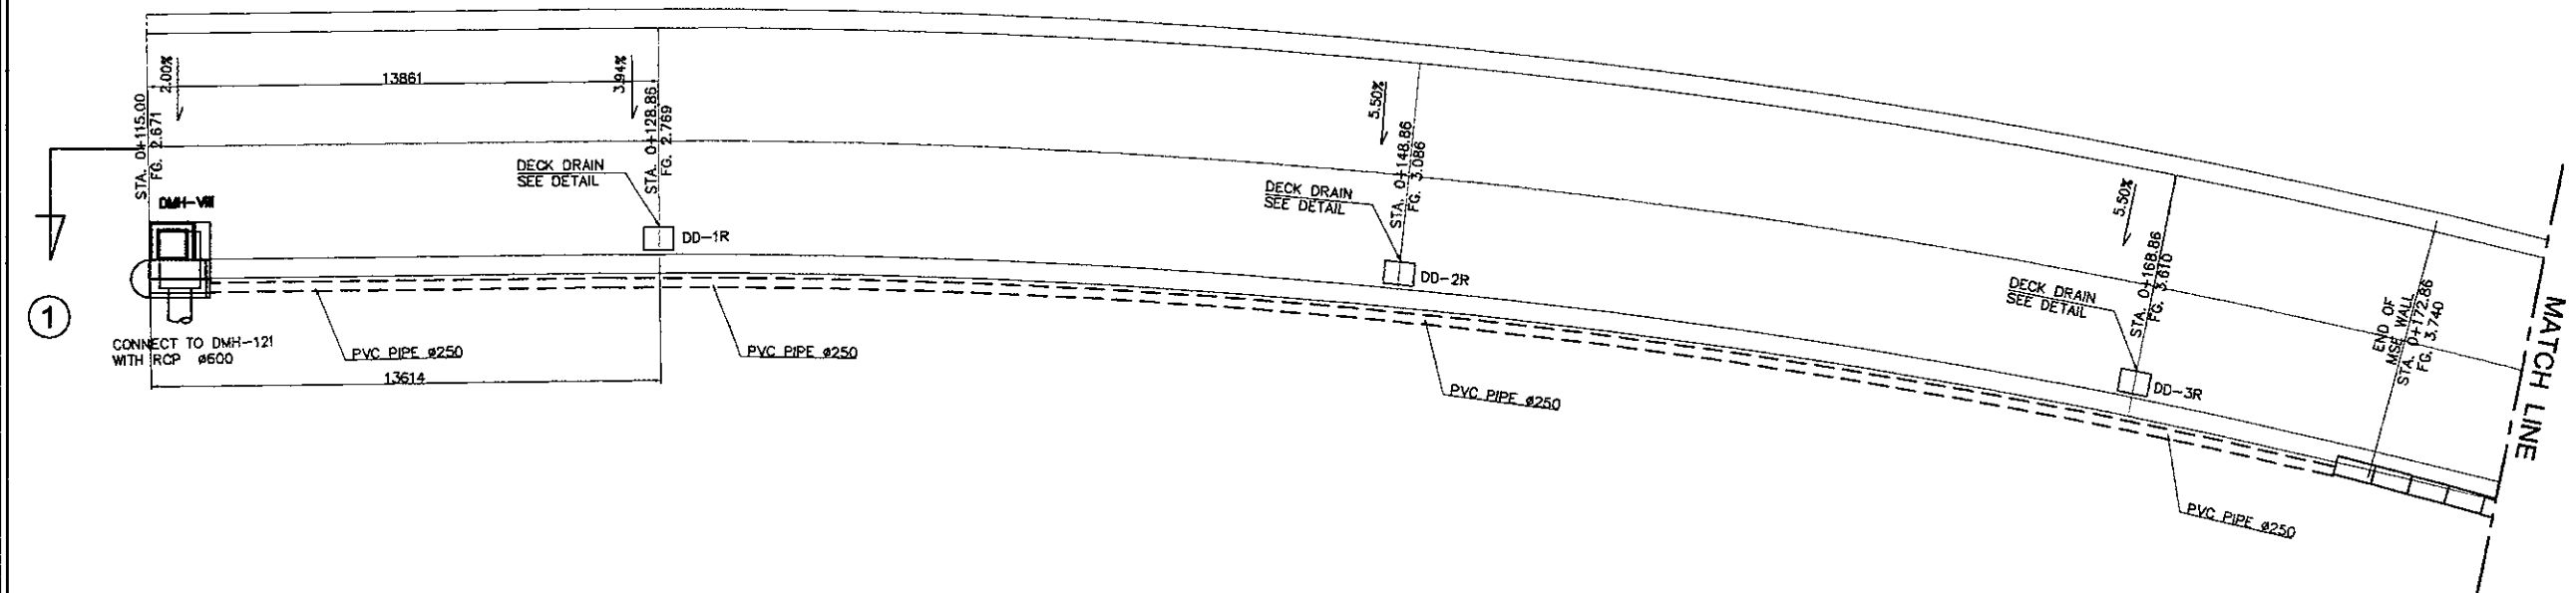 2.00%
13861
3.94%
STA. 0+115.00
FG. 2.671
STA. 0+128.86
FG. 2.769
DECK DRAIN
SEE DETAIL
DD-1R
1
CONNECT TO DMH-121
WITH RCP ø600
PVC PIPE ø250
13614
PVC PIPE ø250
5.50%
STA. 0+148.86
FG. 3.086
DECK DRAIN
SEE DETAIL
DD-2R
PVC PIPE ø250
5.50%
STA. 0+168.86
FG. 3.610
DECK DRAIN
SEE DETAIL
DD-3R
PVC PIPE ø250
END OF
MSE WALL
STA. 0+172.86
FG. 3.740
MATCH LINE